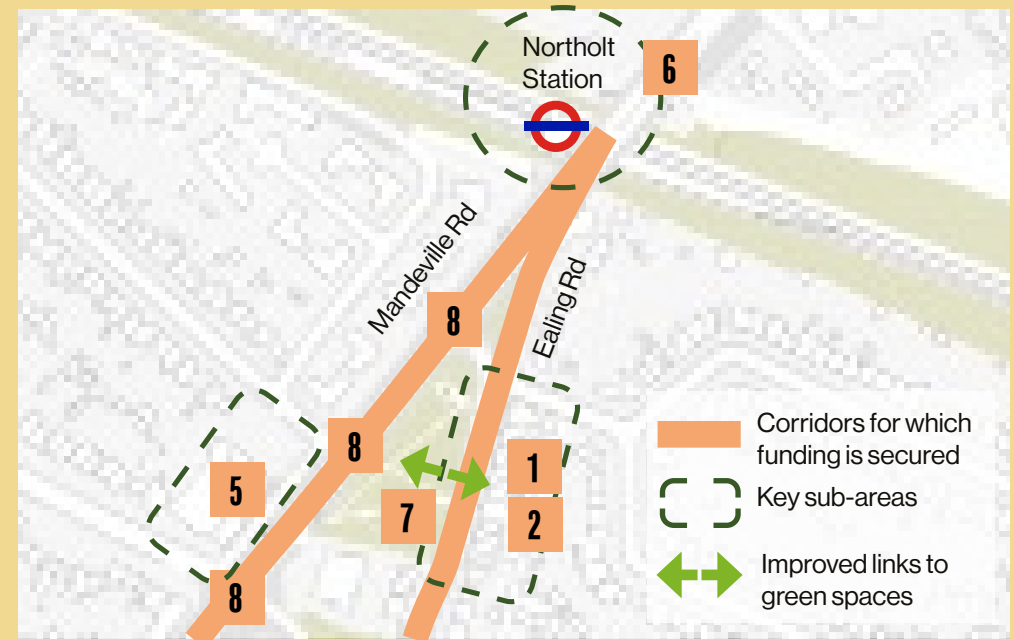 Northolt
Station
6
Mandeville Rd
Ealing Rd
8
8
5
1
7
2
8
Corridors for which
funding is secured
Key sub-areas
Improved links to
green spaces